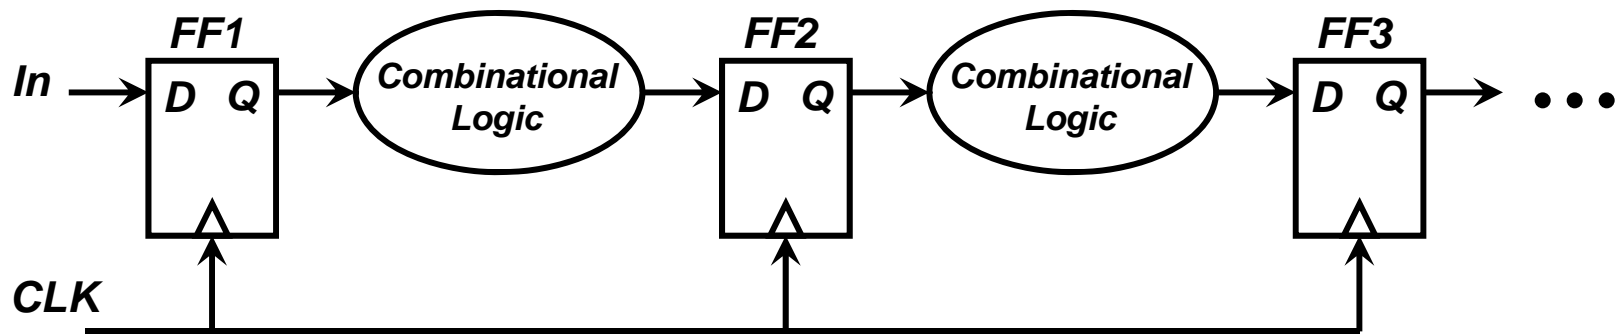 FF1
FF2
FF3
In
D Q
Combinational
Logic
D Q
Combinational
Logic
D Q
• • •
CLK